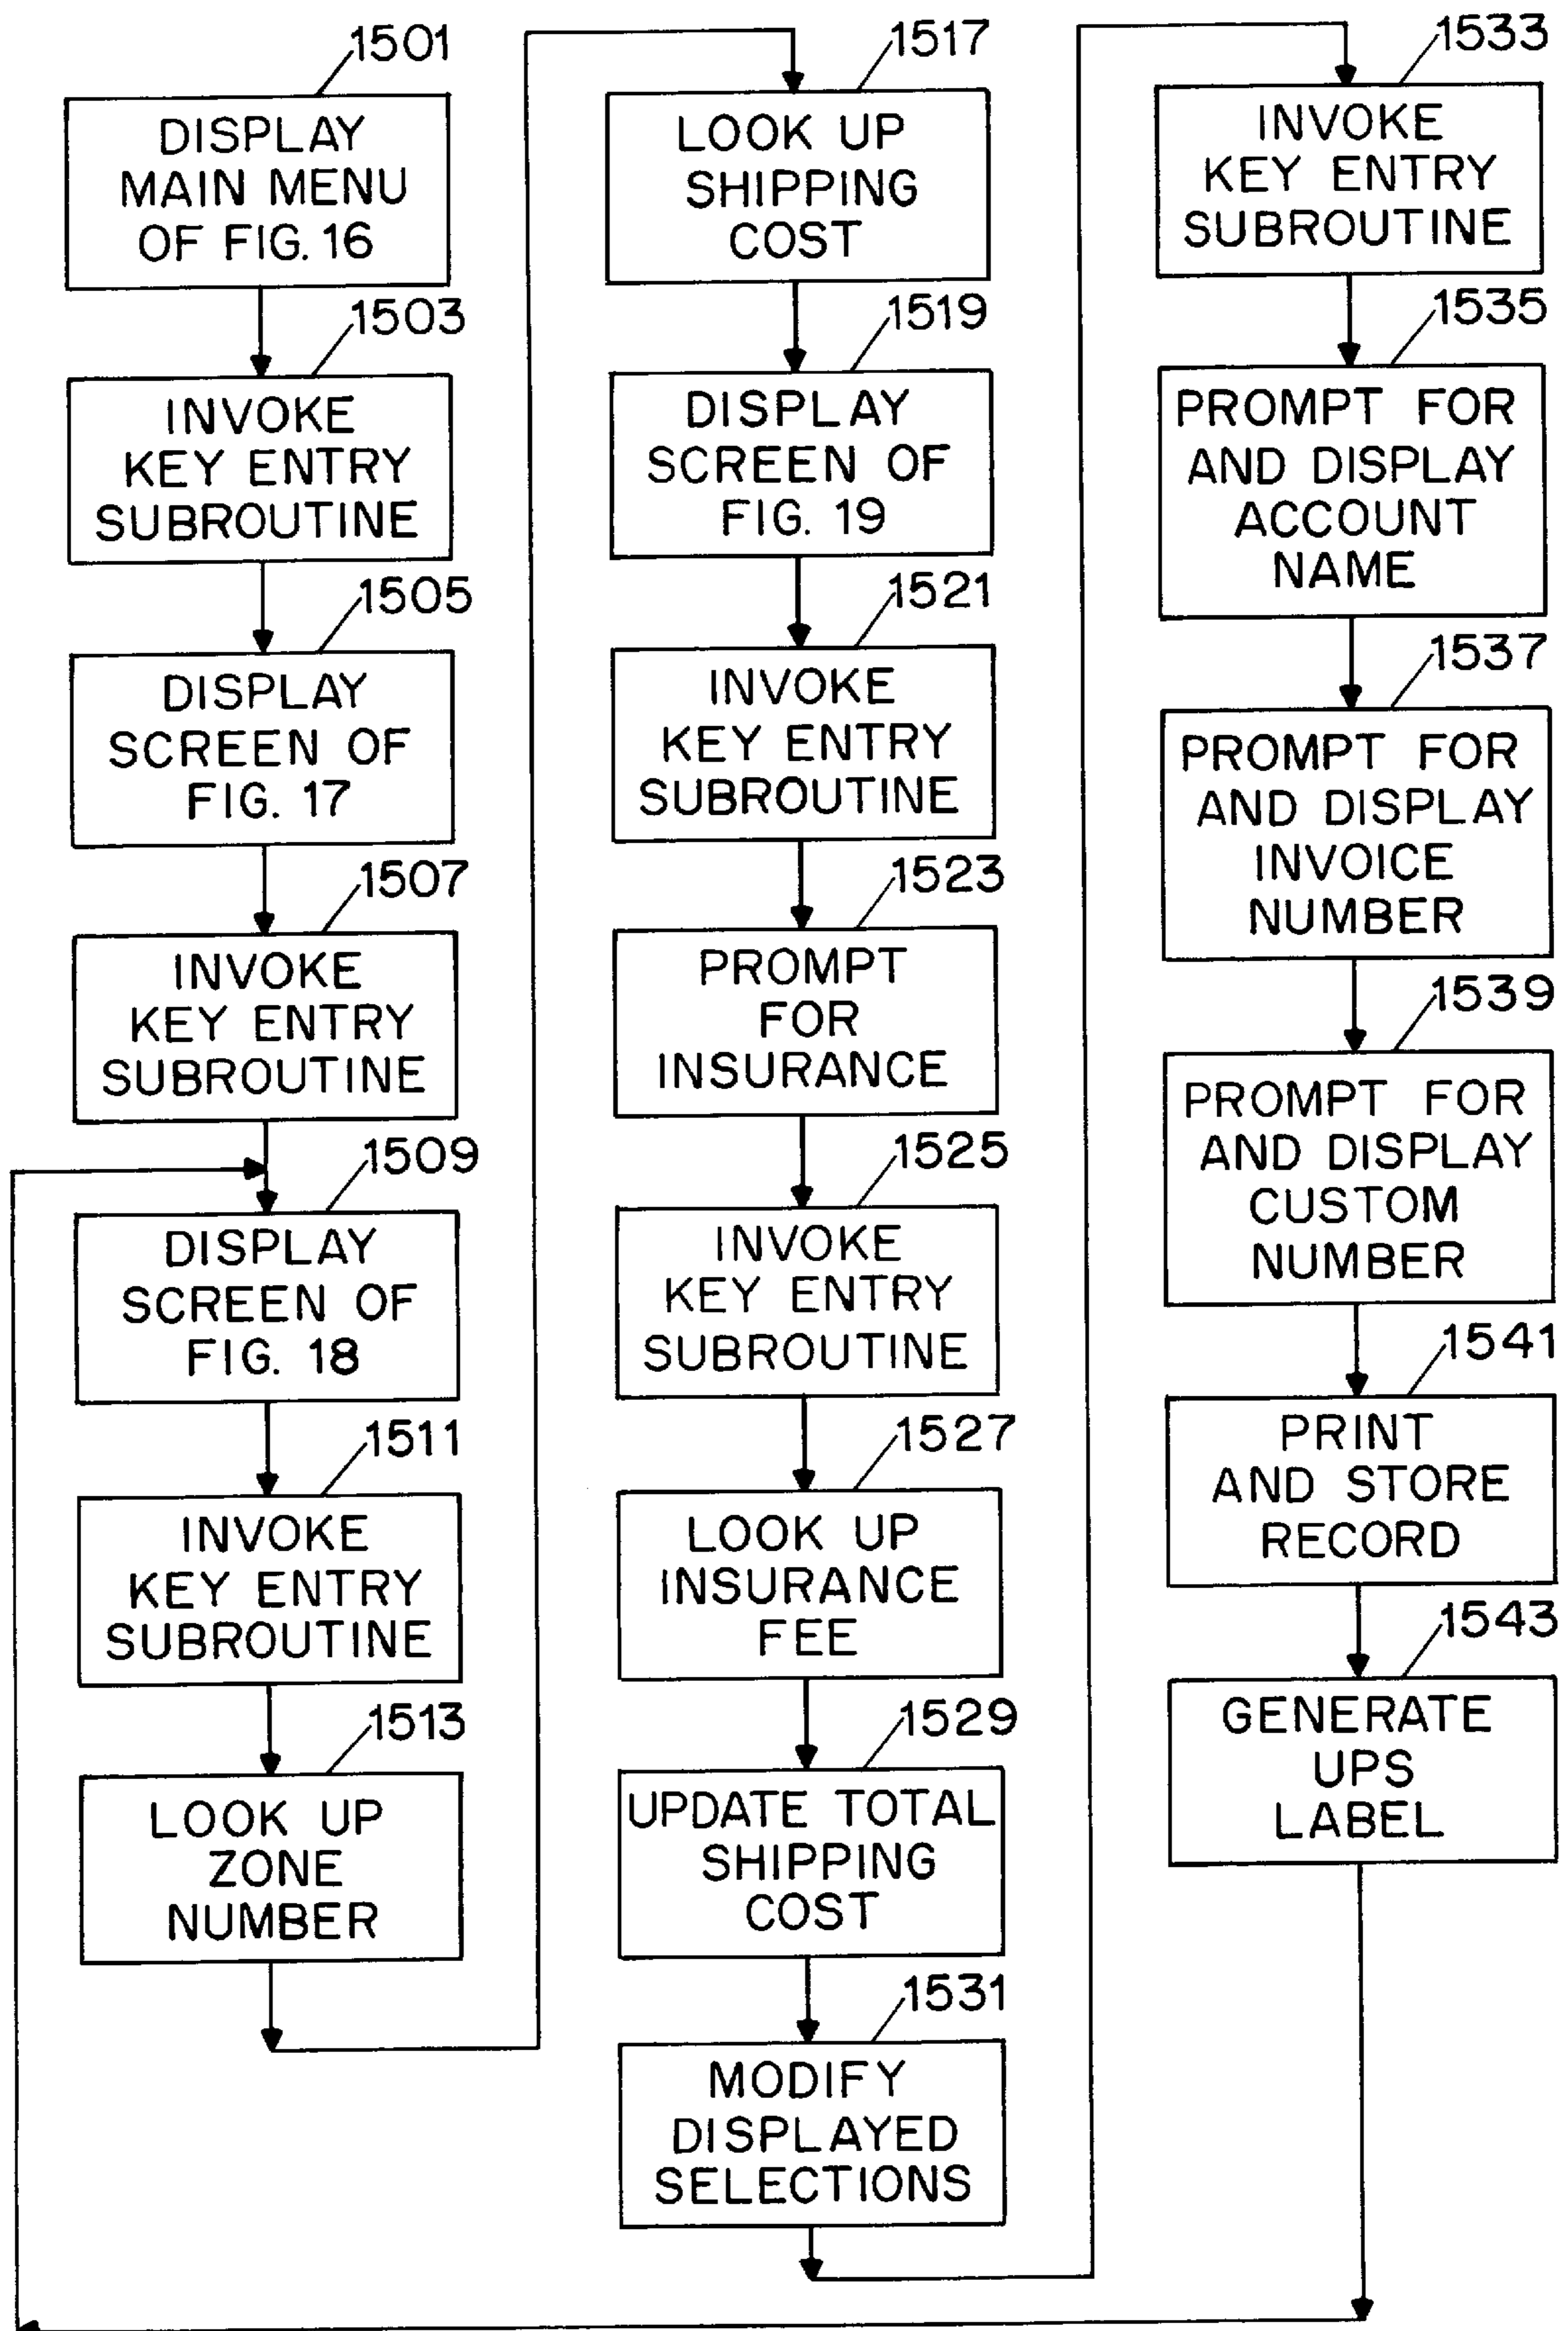 1501
DISPLAY
MAIN MENU
OF FIG. 16
1503
INVOKE
KEY ENTRY
SUBROUTINE
1505
DISPLAY
SCREEN OF
FIG. 17
1507
INVOKE
KEY ENTRY
SUBROUTINE
1509
DISPLAY
SCREEN OF
FIG. 18
1511
INVOKE
KEY ENTRY
SUBROUTINE
1513
LOOK UP
ZONE
NUMBER
1517
LOOK UP
SHIPPING
COST
1519
DISPLAY
SCREEN OF
FIG. 19
1521
INVOKE
KEY ENTRY
SUBROUTINE
1523
PROMPT
FOR
INSURANCE
1525
INVOKE
KEY ENTRY
SUBROUTINE
1527
LOOK UP
INSURANCE
FEE
1529
UPDATE TOTAL
SHIPPING
COST
1531
MODIFY
DISPLAYED
SELECTIONS
1533
INVOKE
KEY ENTRY
SUBROUTINE
1535
PROMPT FOR
AND DISPLAY
ACCOUNT
NAME
1537
PROMPT FOR
AND DISPLAY
INVOICE
NUMBER
1539
PROMPT FOR
AND DISPLAY
CUSTOM
NUMBER
1541
PRINT
AND STORE
RECORD
1543
GENERATE
UPS
LABEL